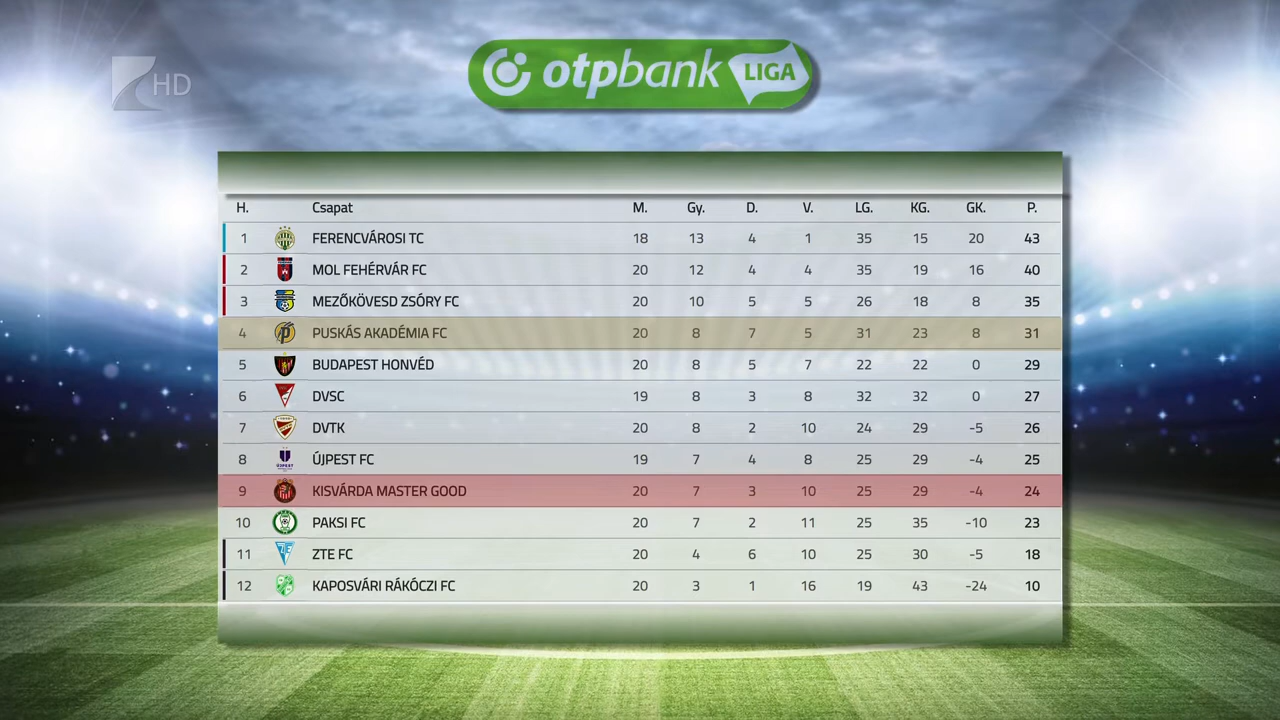 otpbank LIGA
HD
H. Csapat M. Gy. D. V. LG. KG. GK. P.
1 FERENCVÁROSI TC 18 13 4 1 35 15 20 43
2 MOL FEHÉRVÁR FC 20 12 4 4 35 19 16 40
3 MEZŐKÖVESD ZSÓRY FC 20 10 5 5 26 18 8 35
4 PUSKÁS AKADÉMIA FC 20 8 7 5 31 23 8 31
5 BUDAPEST HONVÉD 20 8 5 7 22 22 0 29
6 DVSC 19 8 3 8 32 32 0 27
7 DVTK 20 8 2 10 24 29 -5 26
8 ÚJPEST FC 19 7 4 8 25 29 -4 25
9 KISVÁRDA MASTER GOOD 20 7 3 10 25 29 -4 24
10 PAKSI FC 20 7 2 11 25 35 -10 23
11 ZTE FC 20 4 6 10 25 30 -5 18
12 KAPOSVÁRI RÁKÓCZI FC 20 3 1 16 19 43 -24 10